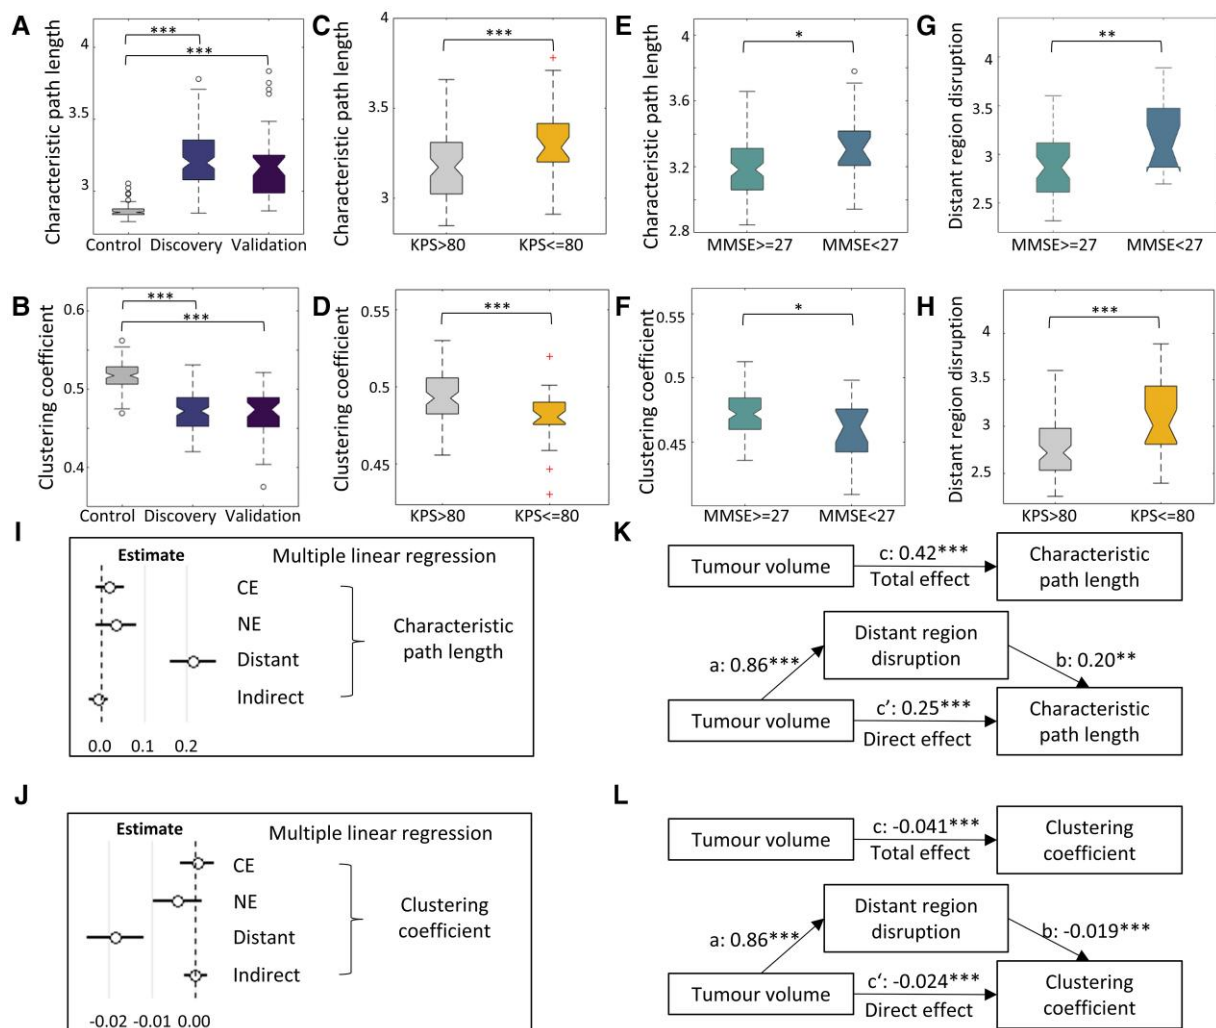 A
Characteristic path length
4
3.5
3
***
***
Control Discovery Validation
C
Characteristic path length
4
3.5
3
***
KPS>80 KPS<=80
E
Characteristic path length
4
3.6
3.2
2.8
*
MMSE>=27 MMSE<27
G
Distant region disruption
4
3.5
3
2.5
**
MMSE>=27 MMSE<27
B
Clustering coefficient
0.6
0.5
0.4
***
***
Control Discovery Validation
D
Clustering coefficient
0.55
0.5
0.45
***
KPS>80 KPS<=80
F
Clustering coefficient
0.55
0.5
0.45
*
MMSE>=27 MMSE<27
H
Distant region disruption
4
3.5
3
2.5
***
KPS>80 KPS<=80
I
Estimate
Multiple linear regression
CE
NE
Distant
Indirect
Characteristic
path length
0.0 0.1 0.2
K
Tumour volume
c: 0.42***
Total effect
Characteristic
path length
Distant region
disruption
a: 0.86***
b: 0.20**
Tumour volume
c': 0.25***
Direct effect
Characteristic
path length
J
Estimate
Multiple linear regression
CE
NE
Distant
Indirect
Clustering
coefficient
-0.02 -0.01 0.00
L
Tumour volume
c: -0.041***
Total effect
Clustering
coefficient
Distant region
disruption
a: 0.86***
b: -0.019***
Tumour volume
c': -0.024***
Direct effect
Clustering
coefficient